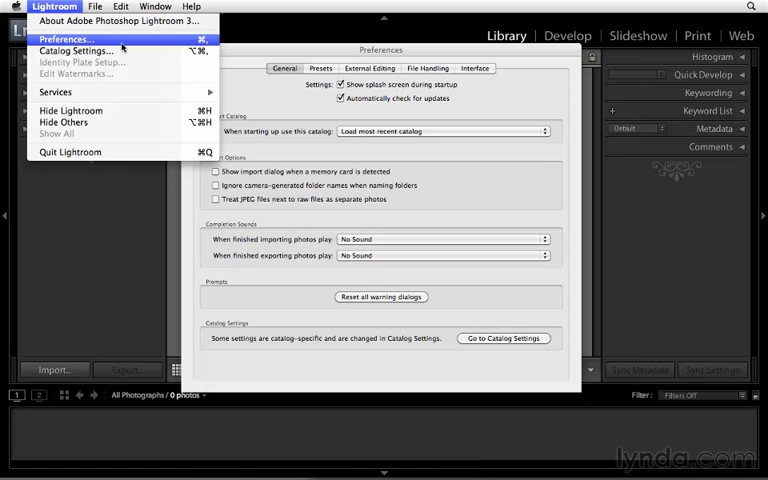 Lightroom File Edit Window Help
About Adobe Photoshop Lightroom 3...
Preferences... ⌘,
Catalog Settings... ⌥⌘,
Identity Plate Setup...
Edit Watermarks...
Services
Hide Lightroom ⌘H
Hide Others ⌥⌘H
Show All
Quit Lightroom ⌘Q
Library | Develop | Slideshow | Print | Web
Preferences
General Presets External Editing File Handling Interface
Settings: Show splash screen during startup
Automatically check for updates
Catalog
When starting up use this catalog: Load most recent catalog
Options
Show import dialog when a memory card is detected
Ignore camera-generated folder names when naming folders
Treat JPEG files next to raw files as separate photos
Completion Sounds
When finished importing photos play: No Sound
When finished exporting photos play: No Sound
Prompts
Reset all warning dialogs
Catalog Settings
Some settings are catalog-specific and are changed in Catalog Settings. Go to Catalog Settings
Histogram
Quick Develop
Keywording
Keyword List
Default Metadata
Comments
Import... Export...
Sync Metadata Sync Settings
1 2 All Photographs / 0 photos Filter: Filters Off
lynda.com